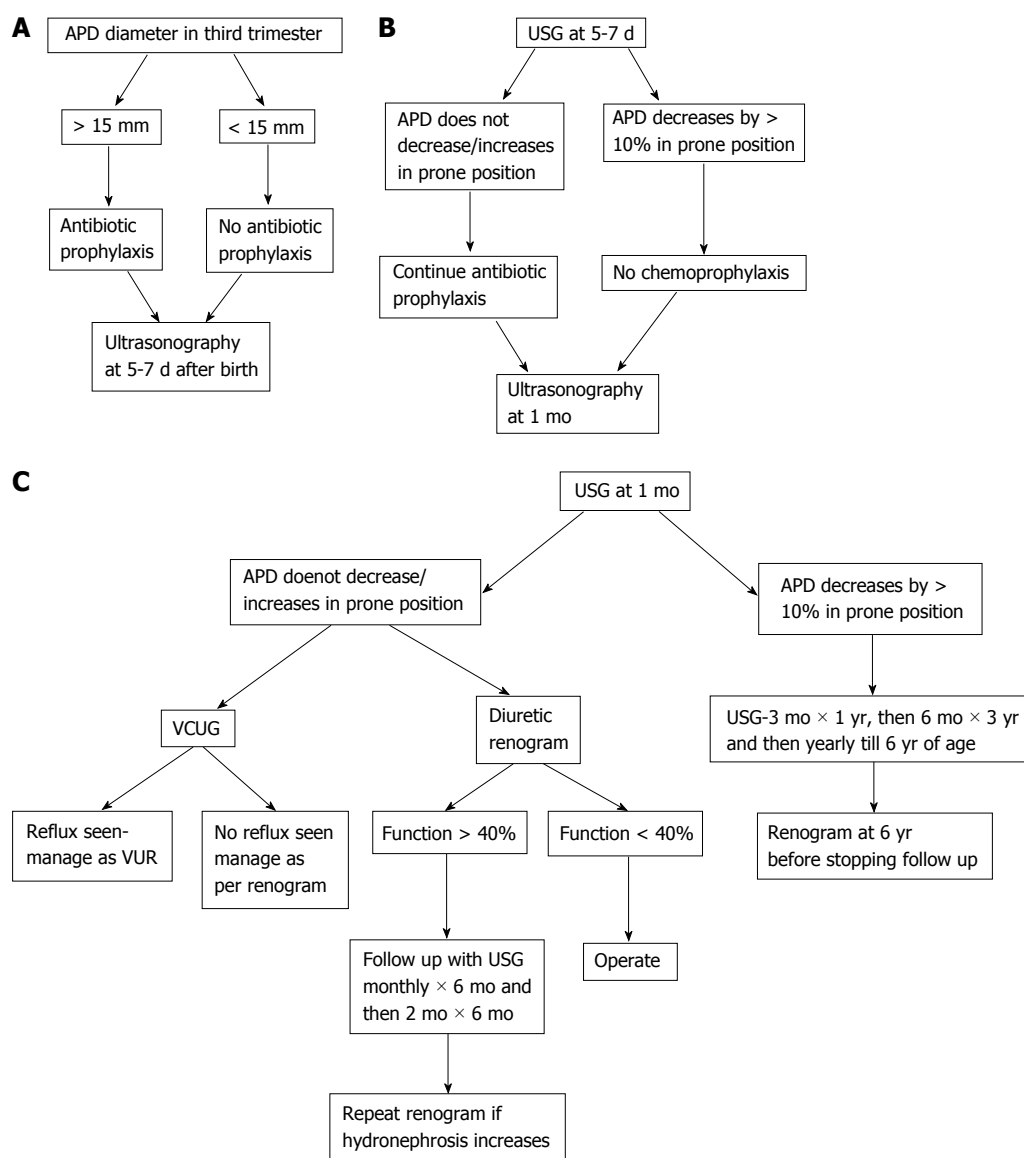 A
APD diameter in third trimester
> 15 mm
< 15 mm
Antibiotic
prophylaxis
No antibiotic
prophylaxis
Ultrasonography
at 5-7 d after birth
B
USG at 5-7 d
APD does not
decrease/increases
in prone position
APD decreases by >
10% in prone position
Continue antibiotic
prophylaxis
No chemoprophylaxis
Ultrasonography
at 1 mo
C
USG at 1 mo
APD doenot decrease/
increases in prone position
APD decreases by >
10% in prone position
VCUG
Diuretic
renogram
USG-3 mo × 1 yr, then 6 mo × 3 yr
and then yearly till 6 yr of age
Reflux seen-
manage as VUR
No reflux seen
manage as
per renogram
Function > 40%
Function < 40%
Renogram at 6 yr
before stopping follow up
Follow up with USG
monthly × 6 mo and
then 2 mo × 6 mo
Operate
Repeat renogram if
hydronephrosis increases